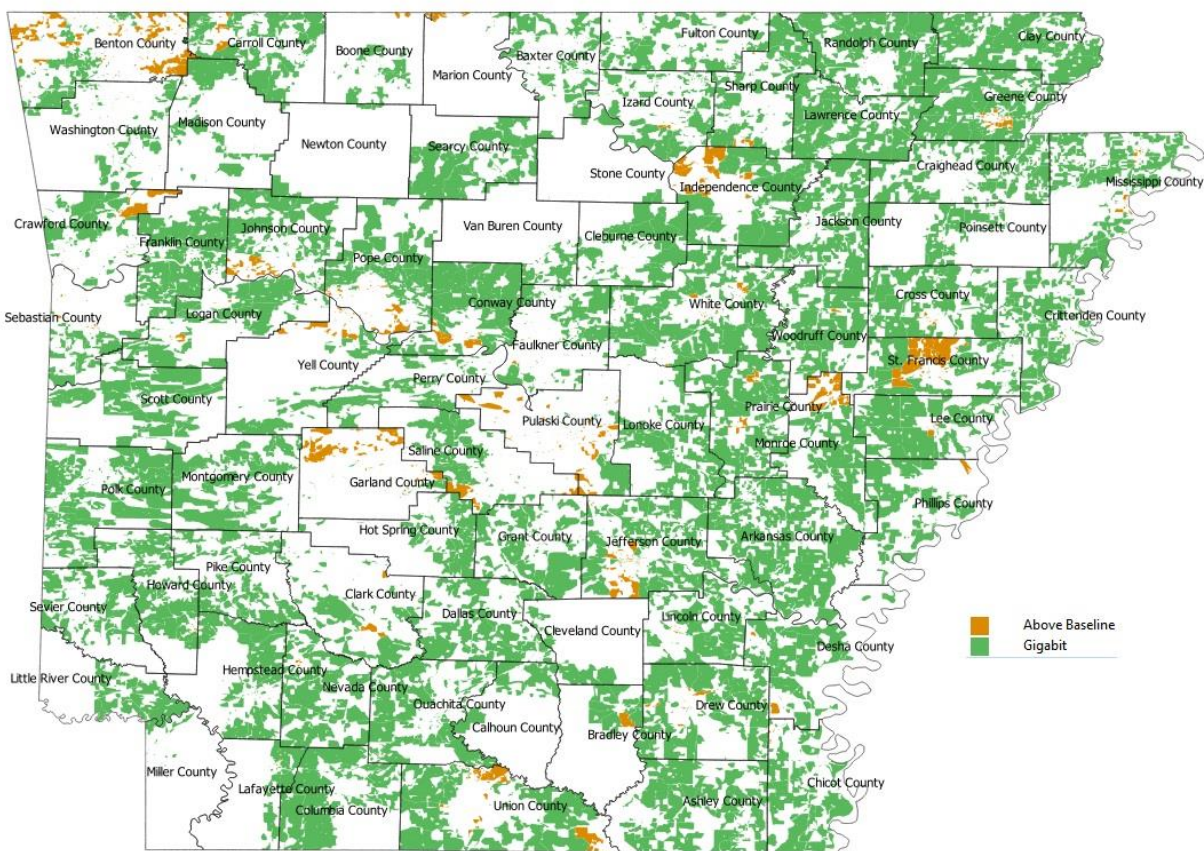 Benton County
Carroll County
Boone County
Marion County
Baxter County
Fulton County
Randolph County
Clay County
Sharp County
Izard County
Greene County
Lawrence County
Washington County
Madison County
Newton County
Searcy County
Stone County
Independence County
Craighead County
Mississippi County
Crawford County
Franklin County
Johnson County
Pope County
Van Buren County
Cleburne County
Jackson County
Poinsett County
Sebastian County
Logan County
Conway County
White County
Cross County
Crittenden County
Woodruff County
Faulkner County
St. Francis County
Yell County
Perry County
Scott County
Pulaski County
Lonoke County
Prairie County
Lee County
Monroe County
Saline County
Garland County
Montgomery County
Polk County
Phillips County
Hot Spring County
Grant County
Jefferson County
Arkansas County
Pike County
Howard County
Clark County
Sevier County
Dallas County
Cleveland County
Lincoln County
Desha County
Above Baseline
Gigabit
Little River County
Hempstead County
Nevada County
Ouachita County
Calhoun County
Bradley County
Drew County
Miller County
Lafayette County
Columbia County
Union County
Ashley County
Chicot County